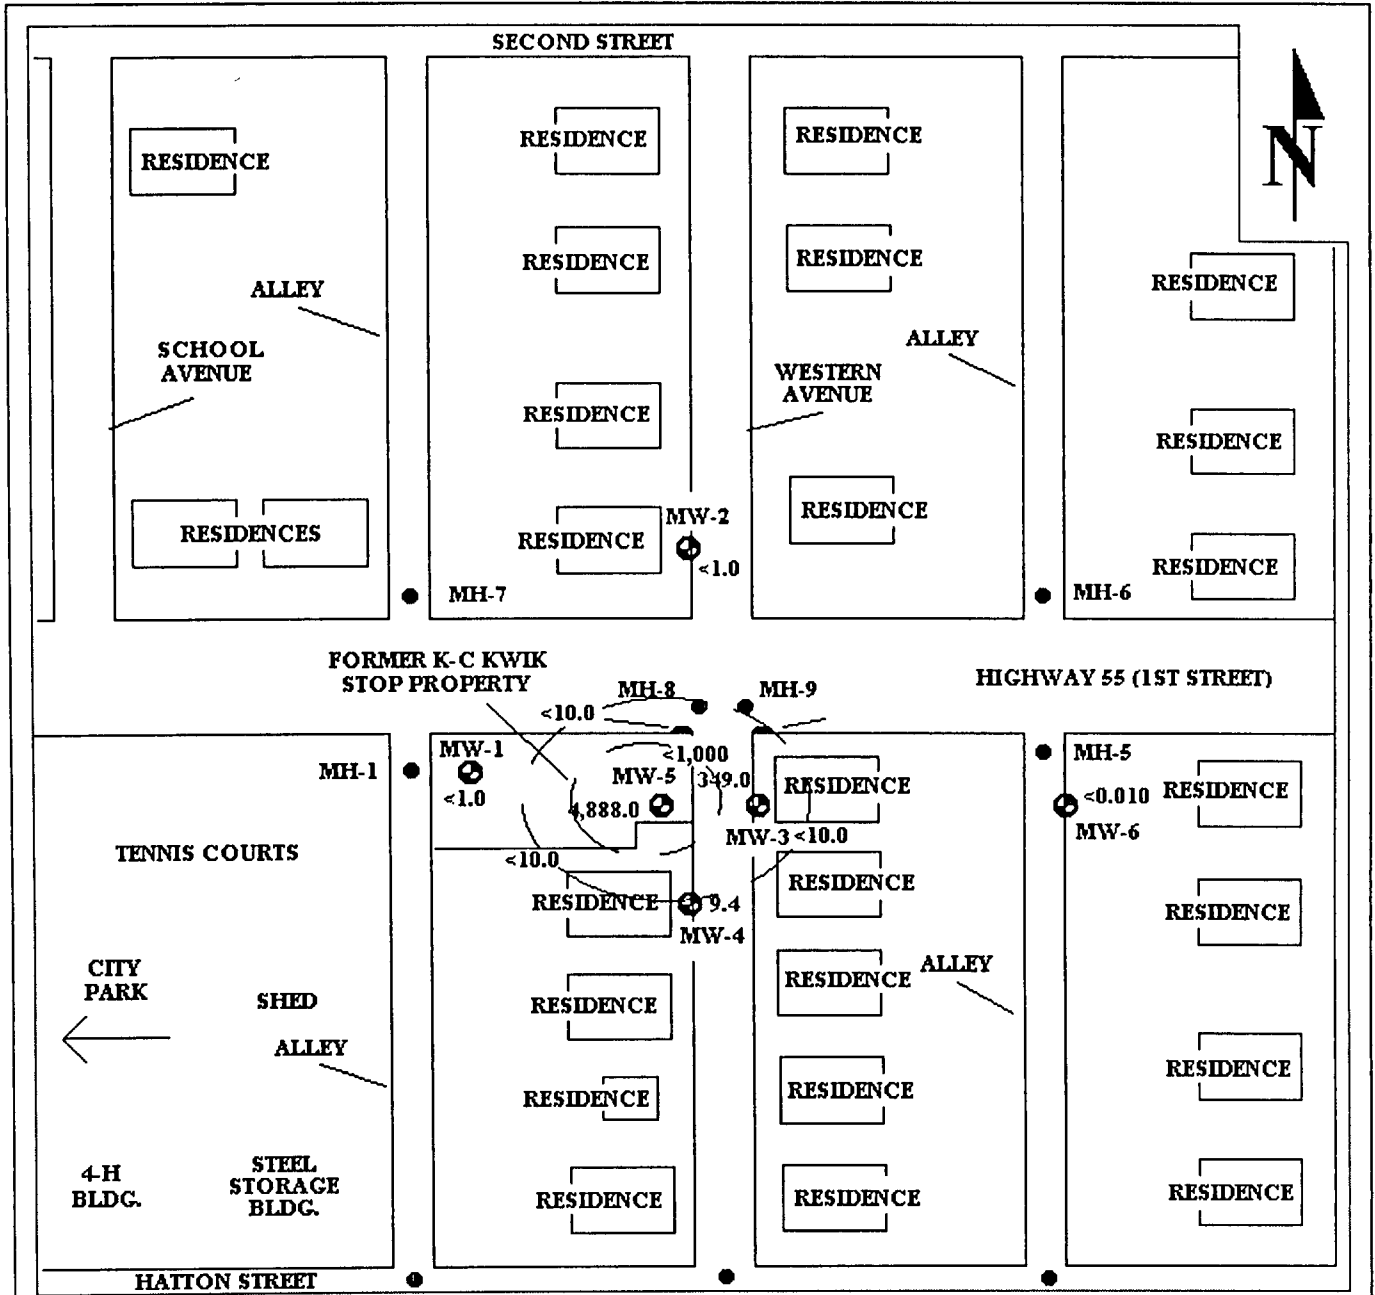 SECOND STREET
N
RESIDENCE
RESIDENCE
RESIDENCE
RESIDENCE
RESIDENCE
RESIDENCE
ALLEY
ALLEY
SCHOOL
AVENUE
WESTERN
AVENUE
RESIDENCE
RESIDENCE
RESIDENCE
MW-2
RESIDENCES
RESIDENCE
RESIDENCE
<1.0
MH-7
MH-6
FORMER K-C KWIK
STOP PROPERTY
HIGHWAY 55 (1ST STREET)
MH-8
MH-9
<10.0
MW-1
<1,000
MH-5
MH-1
MW-5
349.0
RESIDENCE
<0.010
RESIDENCE
<1.0
4,888.0
MW-3
<10.0
MW-6
TENNIS COURTS
<10.0
RESIDENCE
9.4
RESIDENCE
RESIDENCE
MW-4
CITY
PARK
SHED
RESIDENCE
RESIDENCE
ALLEY
ALLEY
RESIDENCE
RESIDENCE
RESIDENCE
4-H
BLDG.
STEEL
STORAGE
BLDG.
RESIDENCE
RESIDENCE
RESIDENCE
HATTON STREET